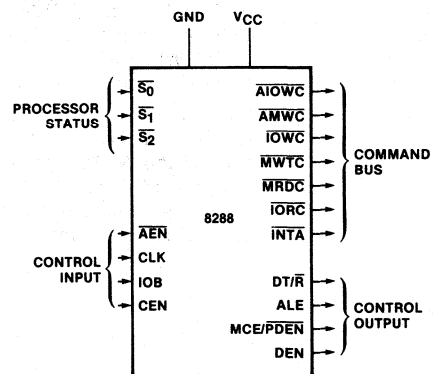 GND VCC
S0
PROCESSOR
STATUS
S1
S2
AIOWC
AMWC
IOWC
MWTC
MRDC
IORC
INTA
COMMAND
BUS
8288
CONTROL
INPUT
AEN
CLK
IOB
CEN
DT/R
ALE
MCE/PDEN
DEN
CONTROL
OUTPUT